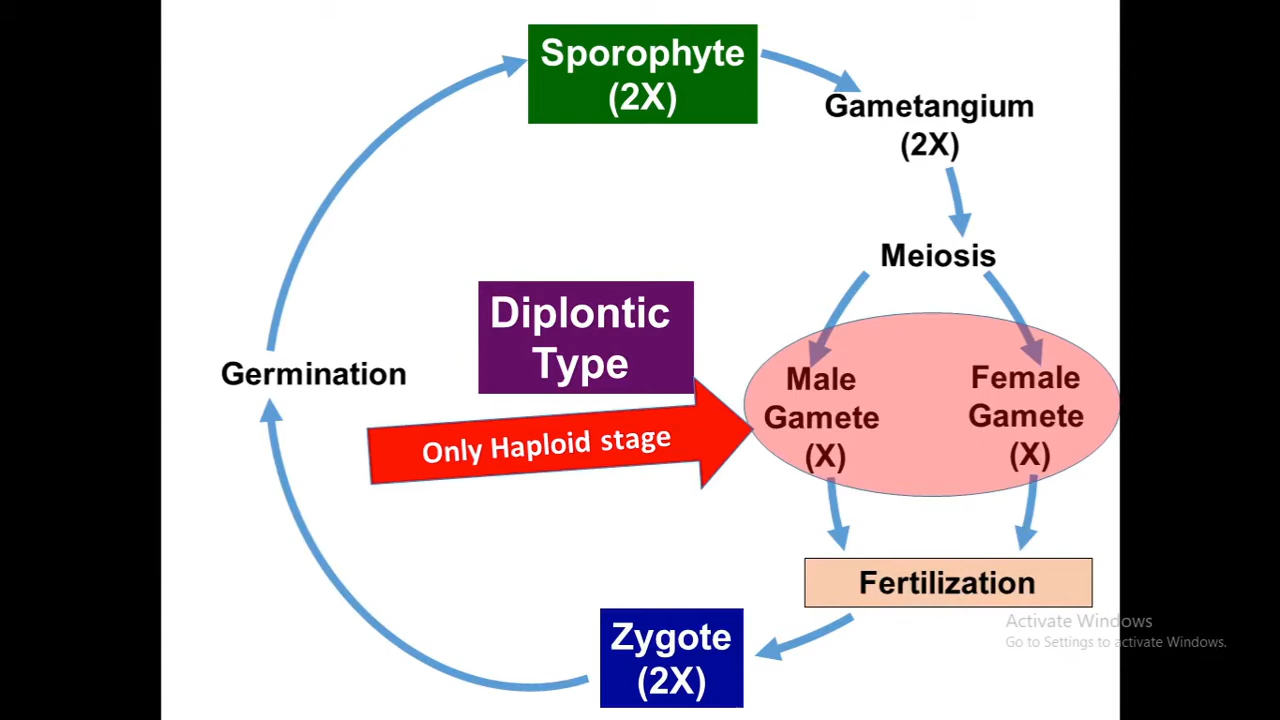 Sporophyte
(2X)
Gametangium
(2X)
Meiosis
Diplontic
Type
Germination
Only Haploid stage
Male
Gamete
(X)
Female
Gamete
(X)
Fertilization
Activate Windows
Go to Settings to activate Windows.
Zygote
(2X)